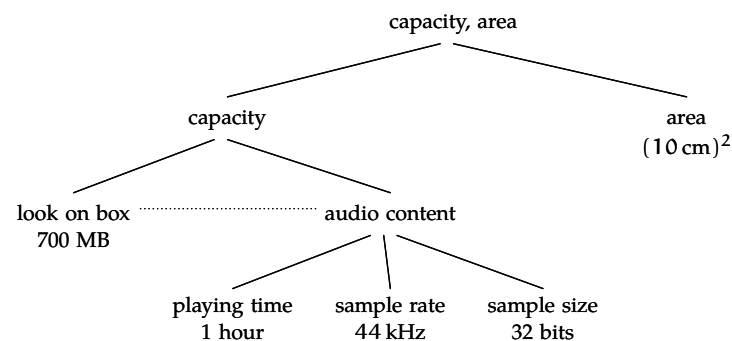 capacity, area
capacity
area
(10 cm)²
look on box
700 MB
audio content
playing time
1 hour
sample rate
44 kHz
sample size
32 bits